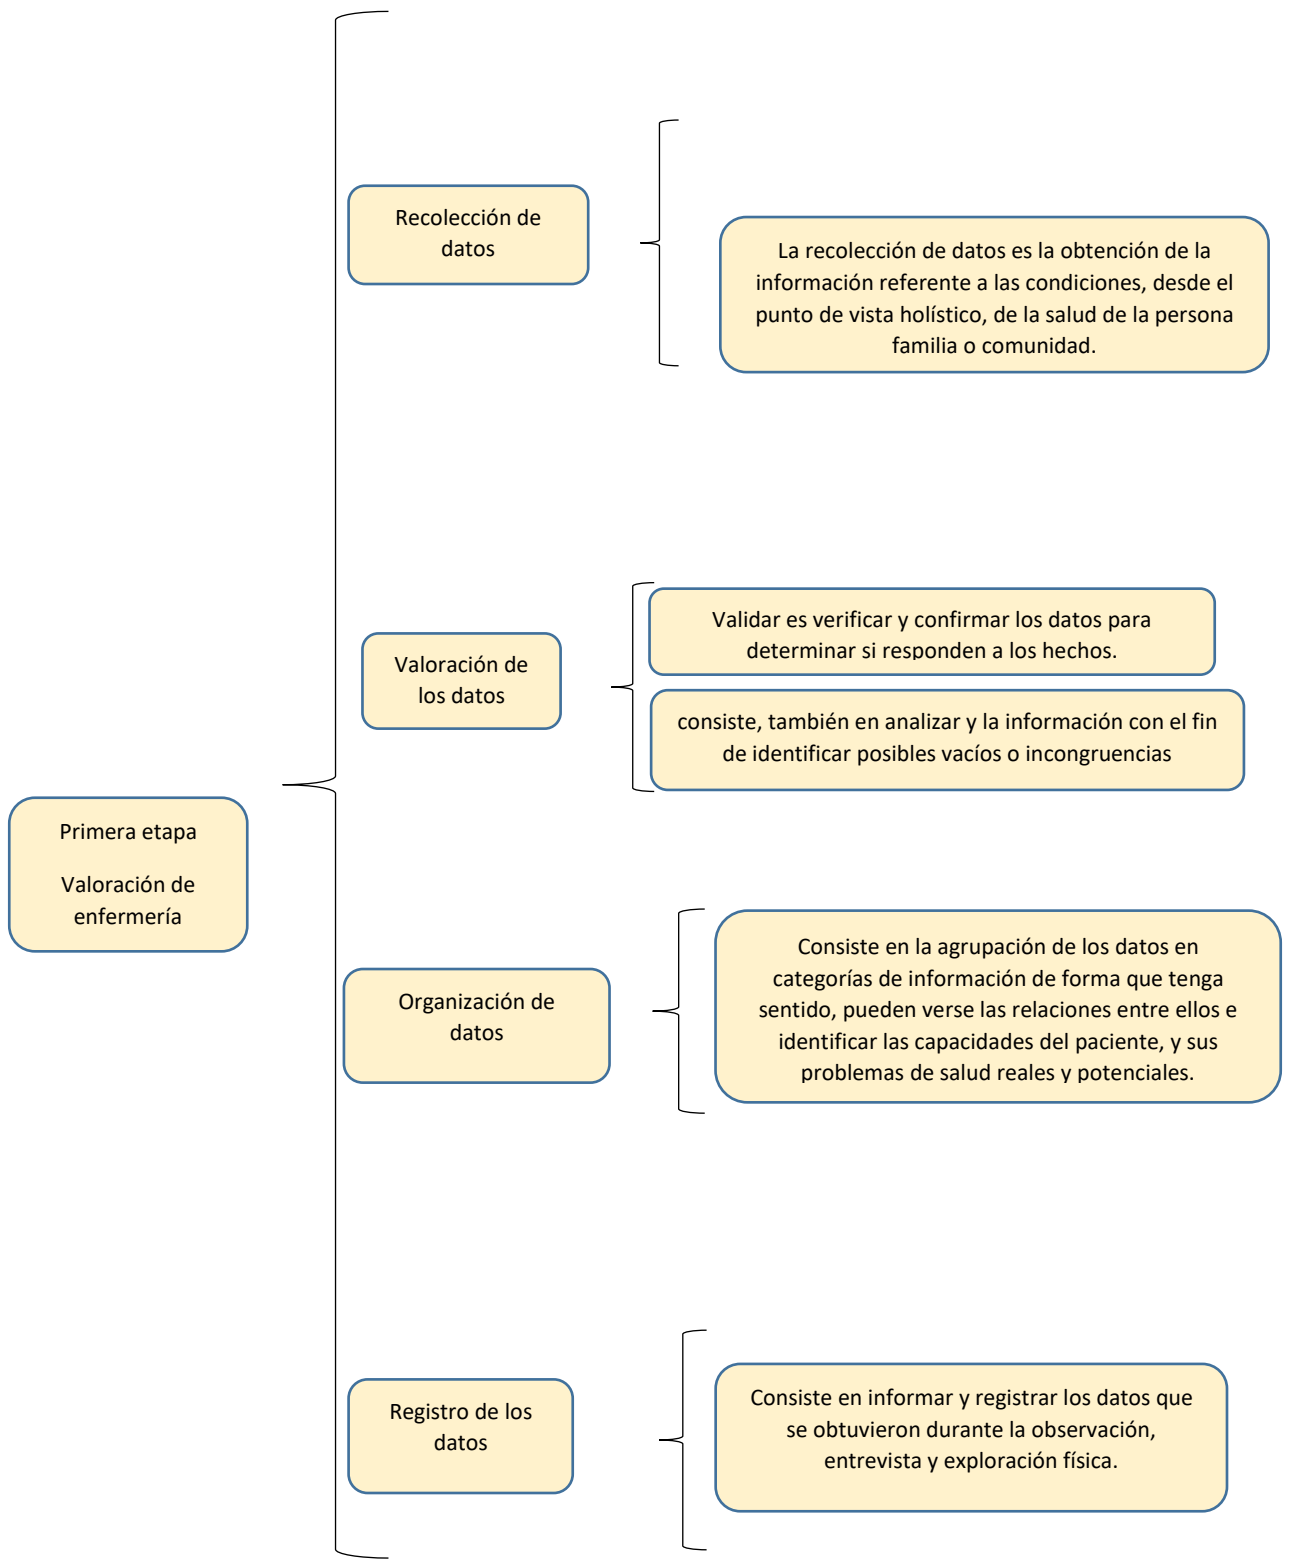 Recolección de
datos
La recolección de datos es la obtención de la
información referente a las condiciones, desde el
punto de vista holístico, de la salud de la persona
familia o comunidad.
Valoración de
los datos
Validar es verificar y confirmar los datos para
determinar si responden a los hechos.
consiste, también en analizar y la información con el fin
de identificar posibles vacíos o incongruencias
Primera etapa
Valoración de
enfermería
Organización de
datos
Consiste en la agrupación de los datos en
categorías de información de forma que tenga
sentido, pueden verse las relaciones entre ellos e
identificar las capacidades del paciente, y sus
problemas de salud reales y potenciales.
Registro de los
datos
Consiste en informar y registrar los datos que
se obtuvieron durante la observación,
entrevista y exploración física.